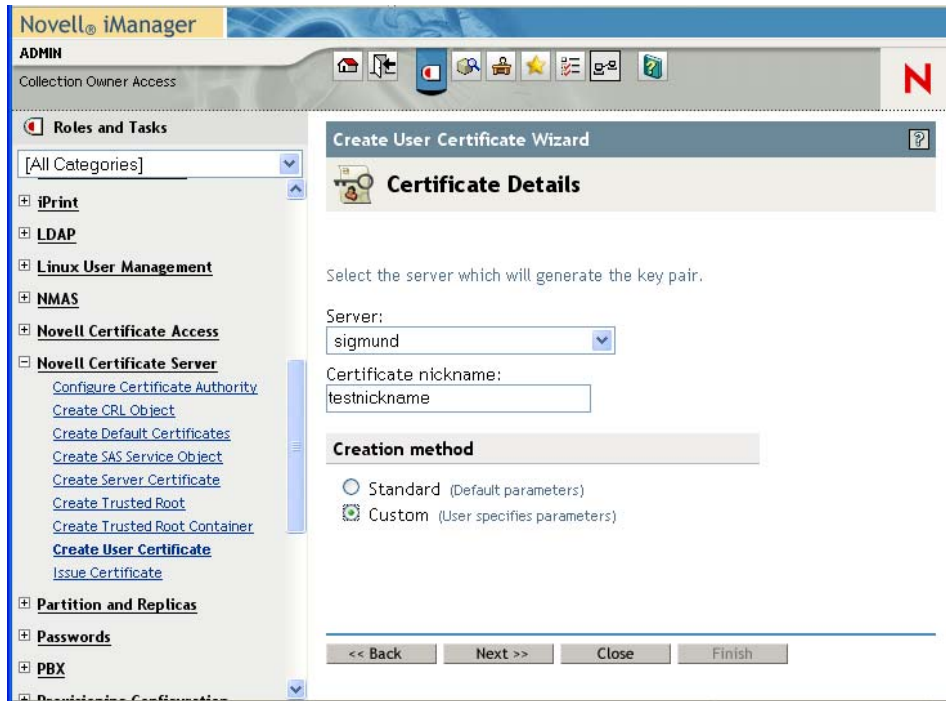 Novell® iManager
ADMIN
Collection Owner Access
N
Roles and Tasks
[All Categories]
iPrint
LDAP
Linux User Management
NMAS
Novell Certificate Access
Novell Certificate Server
Configure Certificate Authority
Create CRL Object
Create Default Certificates
Create SAS Service Object
Create Server Certificate
Create Trusted Root
Create Trusted Root Container
Create User Certificate
Issue Certificate
Partition and Replicas
Passwords
PBX
Provisioning Configuration
Create User Certificate Wizard
?
Certificate Details
Select the server which will generate the key pair.
Server:
sigmund
Certificate nickname:
testnickname
Creation method
Standard (Default parameters)
Custom (User specifies parameters)
<< Back
Next >>
Close
Finish